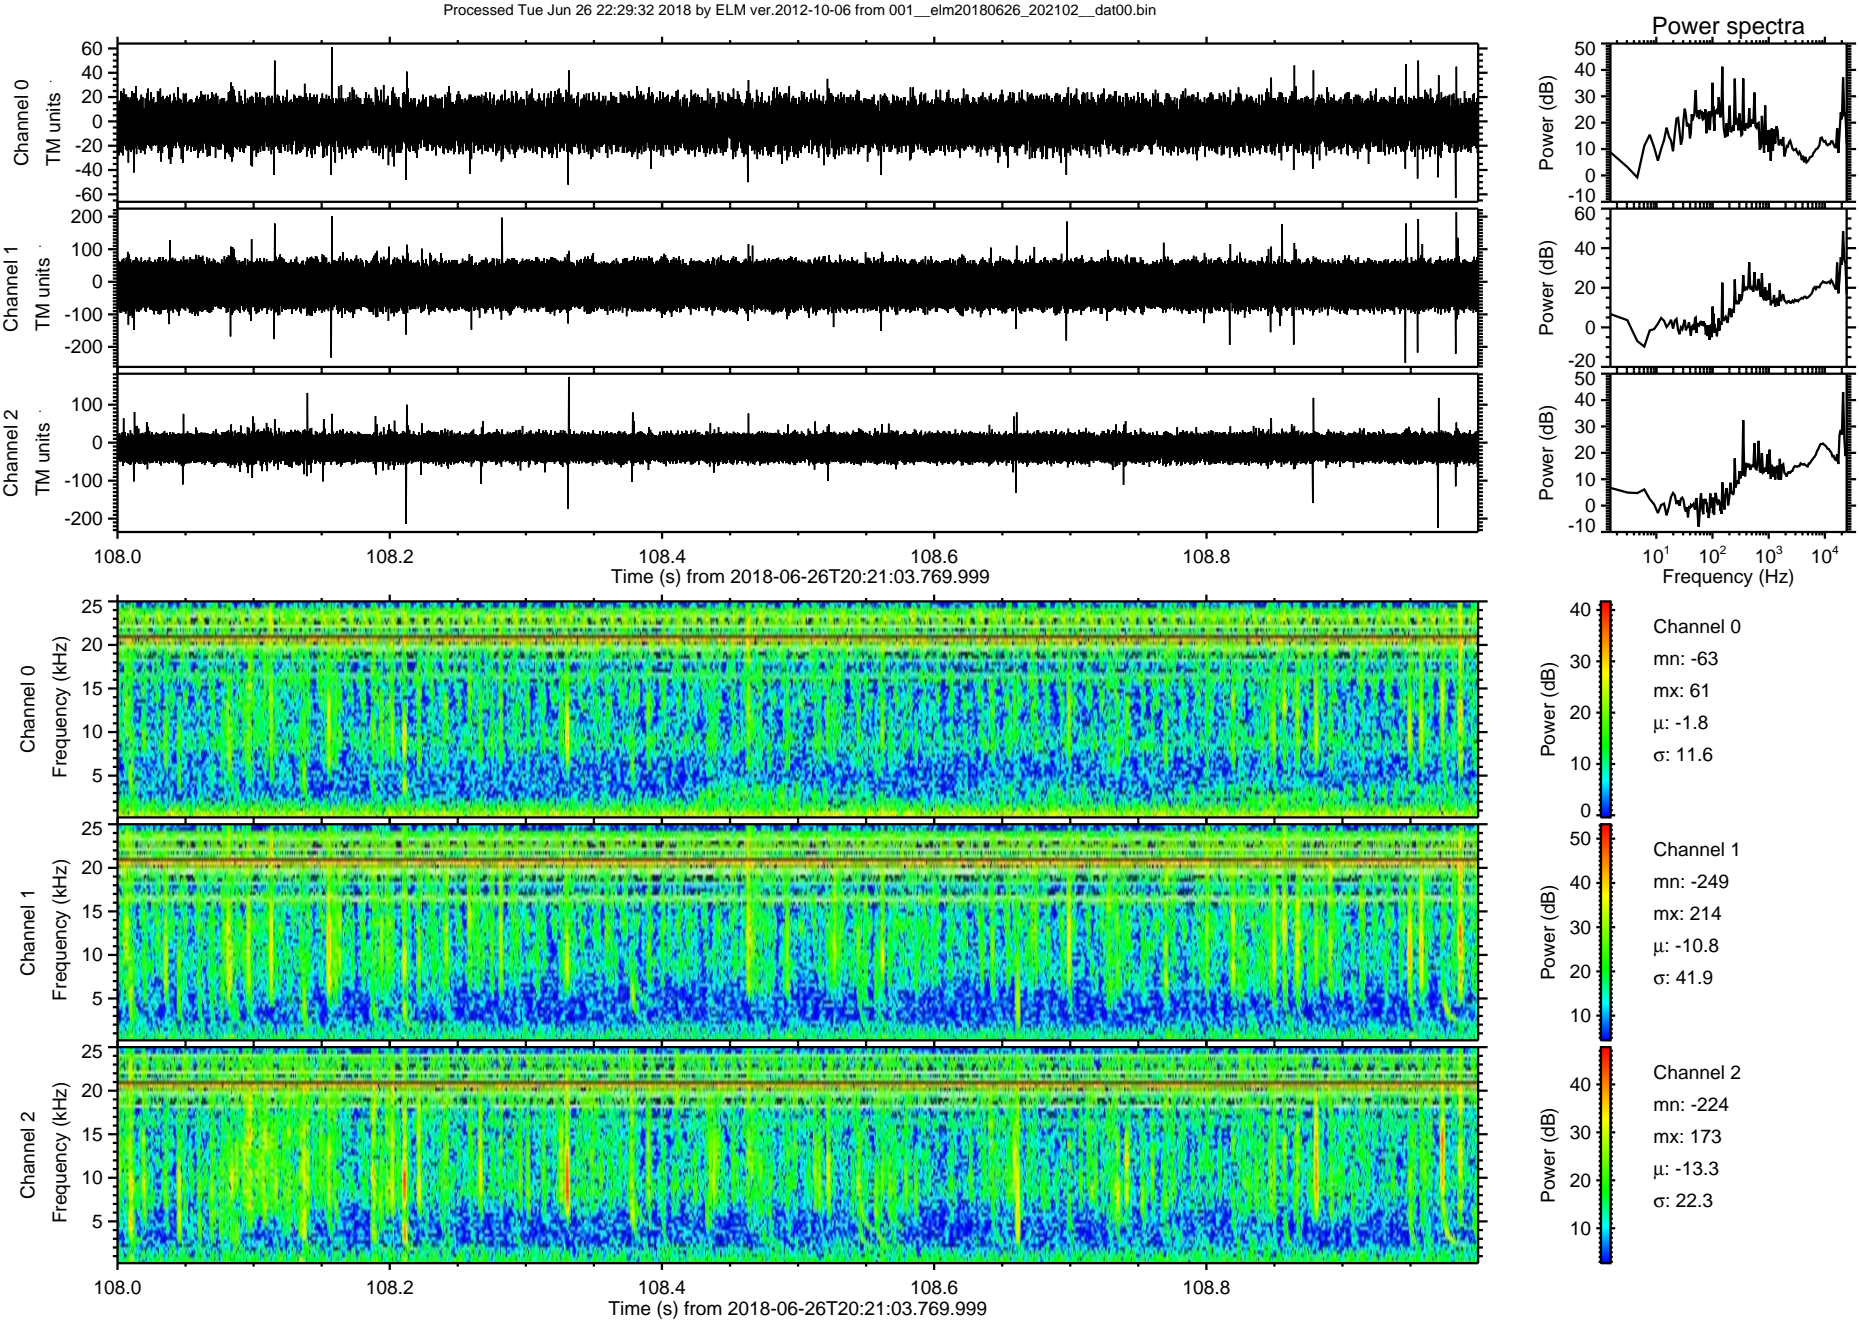 Processed Tue Jun 26 22:29:32 2018 by ELM ver.2012-10-06 from 001__elm20180626_202102__dat00.bin
Power spectra
Channel 0
TM units
60
40
20
0
-20
-40
-60
Power (dB)
50
40
30
20
10
0
-10
Channel 1
TM units
200
100
0
-100
-200
Power (dB)
60
40
20
0
-20
Channel 2
TM units
100
0
-100
-200
Power (dB)
50
40
30
20
10
0
-10
108.0 108.2 108.4 108.6 108.8
Time (s) from 2018-06-26T20:21:03.769.999
10^1 10^2 10^3 10^4
Frequency (Hz)
Channel 0
Frequency (kHz)
25
20
15
10
5
Power (dB)
40
30
20
10
0
Channel 0
mn: -63
mx: 61
μ: -1.8
σ: 11.6
Channel 1
Frequency (kHz)
25
20
15
10
5
Power (dB)
50
40
30
20
10
Channel 1
mn: -249
mx: 214
μ: -10.8
σ: 41.9
Channel 2
Frequency (kHz)
25
20
15
10
5
Power (dB)
40
30
20
10
Channel 2
mn: -224
mx: 173
μ: -13.3
σ: 22.3
108.0 108.2 108.4 108.6 108.8
Time (s) from 2018-06-26T20:21:03.769.999